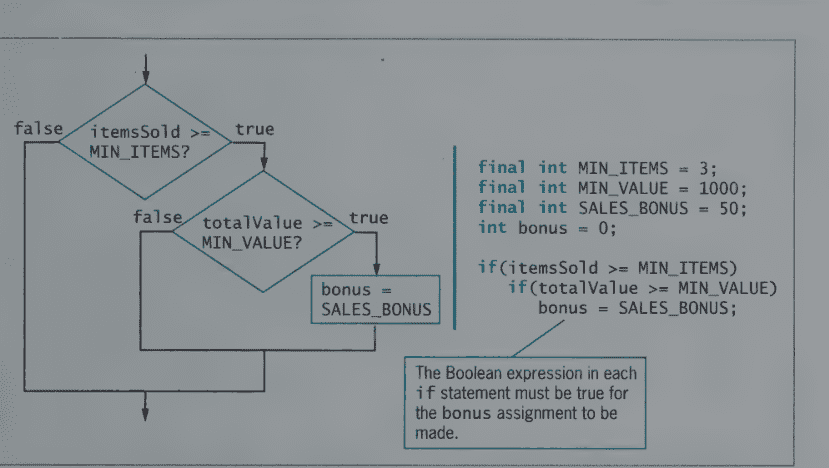 false
itemsSold >=
MIN_ITEMS?
true
false
totalValue >=
MIN_VALUE?
true
bonus =
SALES_BONUS
final int MIN_ITEMS = 3;
final int MIN_VALUE = 1000;
final int SALES_BONUS = 50;
int bonus = 0;
if(itemsSold >= MIN_ITEMS)
if(totalValue >= MIN_VALUE)
bonus = SALES_BONUS;
The Boolean expression in each
if statement must be true for
the bonus assignment to be
made.